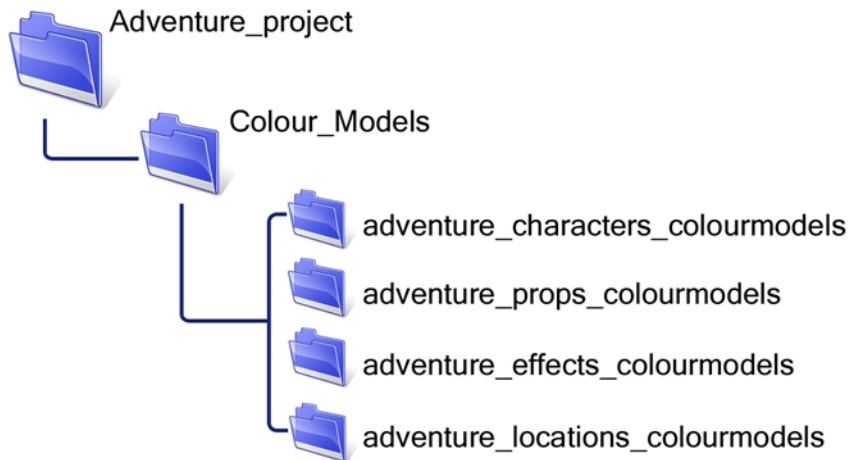 Adventure_project
Colour_Models
adventure_characters_colourmodels
adventure_props_colourmodels
adventure_effects_colourmodels
adventure_locations_colourmodels